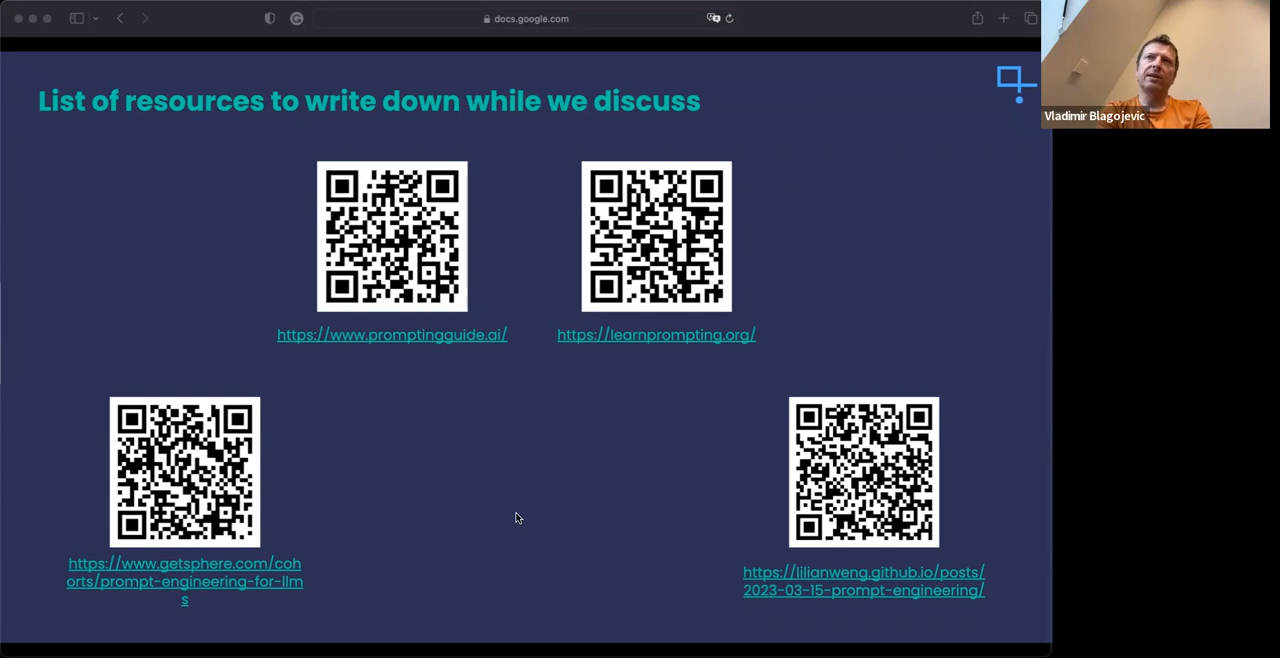 docs.google.com
Vladimir Blagojevic
List of resources to write down while we discuss
https://www.promptingguide.ai/
https://learnprompting.org/
https://www.getsphere.com/coh
orts/prompt-engineering-for-llm
s
https://lilianweng.github.io/posts/
2023-03-15-prompt-engineering/